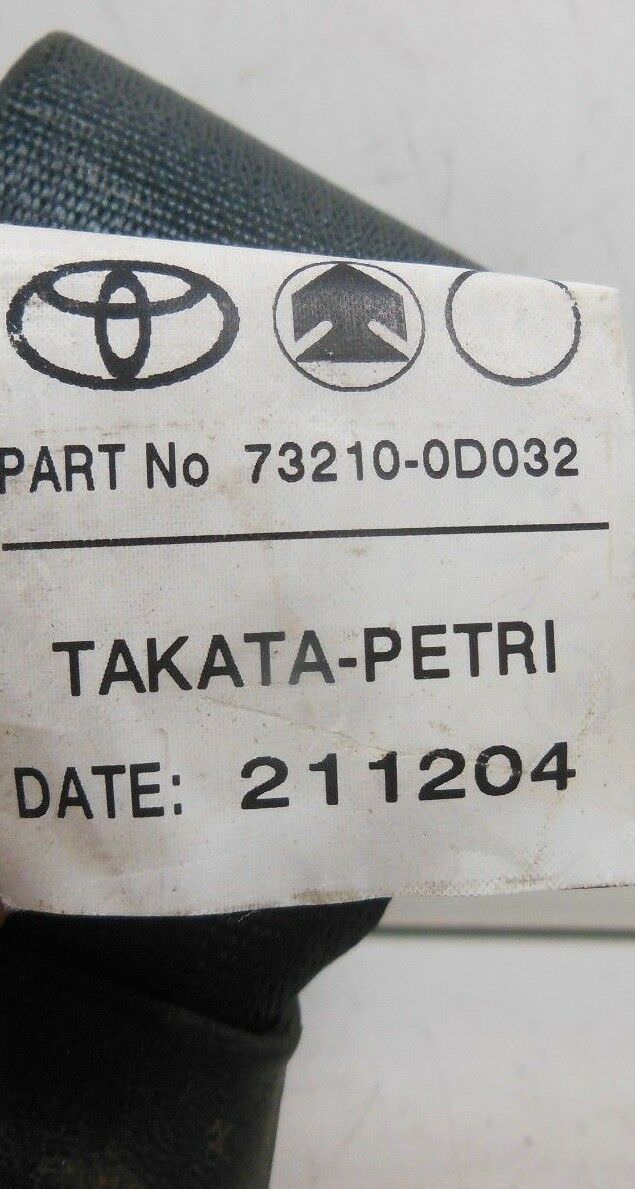 PART No 73210-0D032
TAKATA-PETRI
DATE: 211204